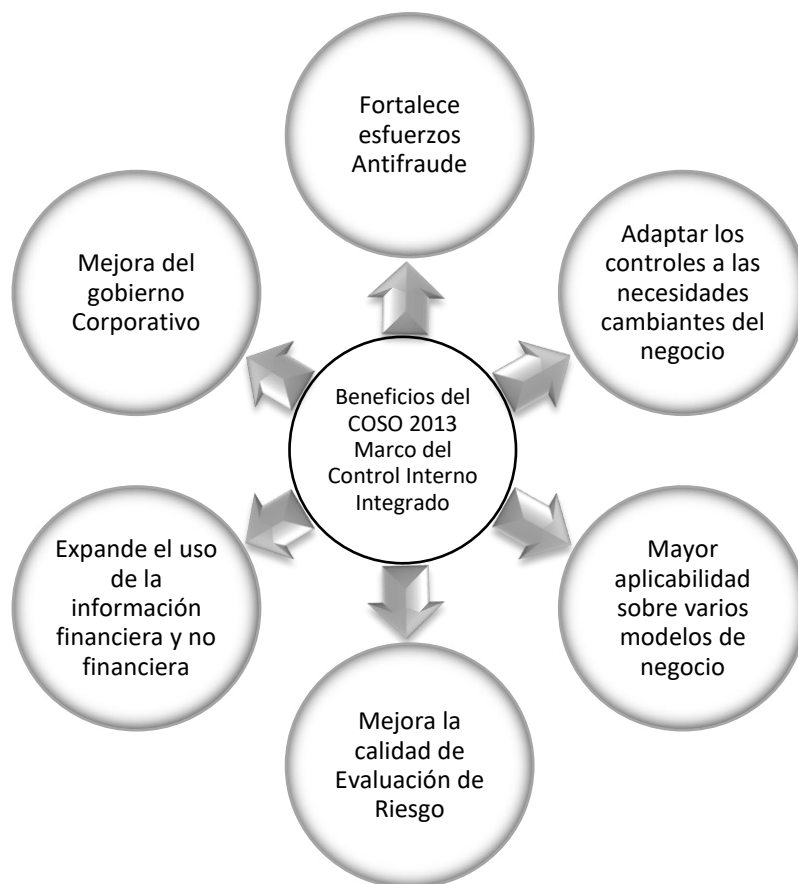 Fortalece
esfuerzos
Antifraude
Adaptar los
controles a las
necesidades
cambiantes del
negocio
Mayor
aplicabilidad
sobre varios
modelos de
negocio
Mejora la
calidad de
Evaluación de
Riesgo
Expande el uso
de la
información
financiera y no
financiera
Mejora del
gobierno
Corporativo
Beneficios del
COSO 2013
Marco del
Control Interno
Integrado